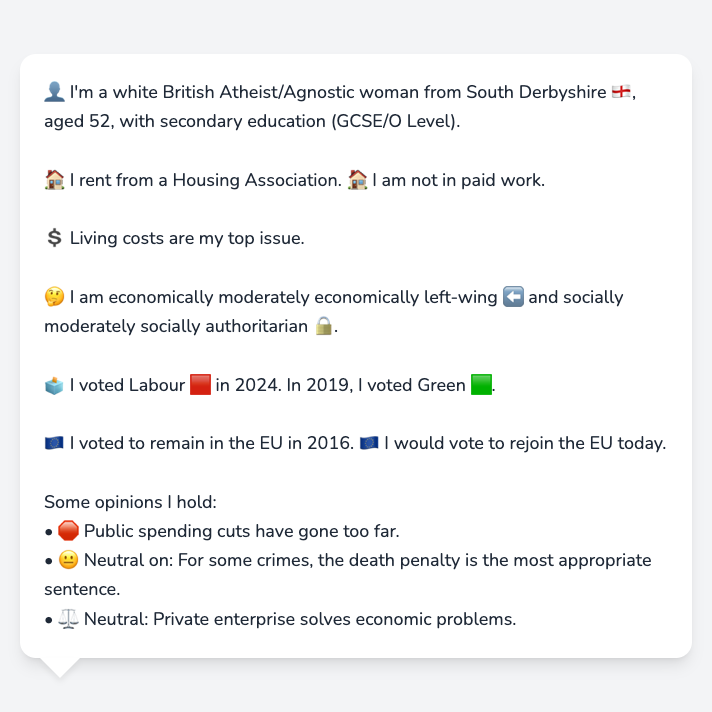 👤 I'm a white British Atheist/Agnostic woman from South Derbyshire 🏴󠁧󠁢󠁥󠁮󠁧󠁿,
aged 52, with secondary education (GCSE/O Level).
🏠 I rent from a Housing Association. 🏠 I am not in paid work.
💲 Living costs are my top issue.
🤔 I am economically moderately economically left-wing ⬅️ and socially
moderately socially authoritarian 🔒.
🗳️ I voted Labour 🟥 in 2024. In 2019, I voted Green 🟩.
🇪🇺 I voted to remain in the EU in 2016. 🇪🇺 I would vote to rejoin the EU today.
Some opinions I hold:
• 🛑 Public spending cuts have gone too far.
• 😐 Neutral on: For some crimes, the death penalty is the most appropriate
sentence.
• ⚖️ Neutral: Private enterprise solves economic problems.